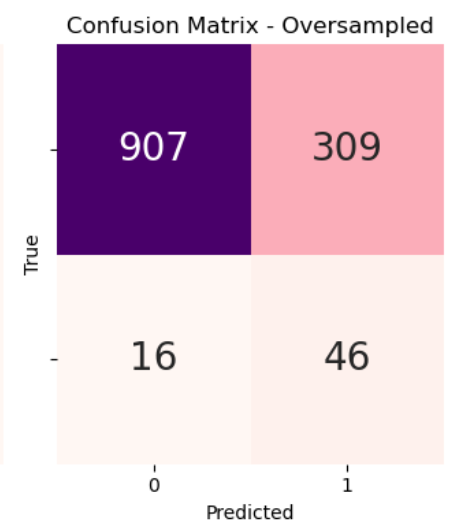 Confusion Matrix - Oversampled
907 309
True
16 46
0 1
Predicted